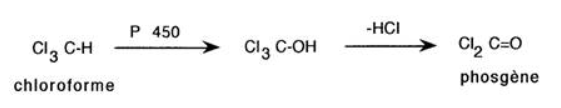 P 450
-HCl
Cl3 C-H
Cl3 C-OH
Cl2 C=O
chloroforme
phosgène